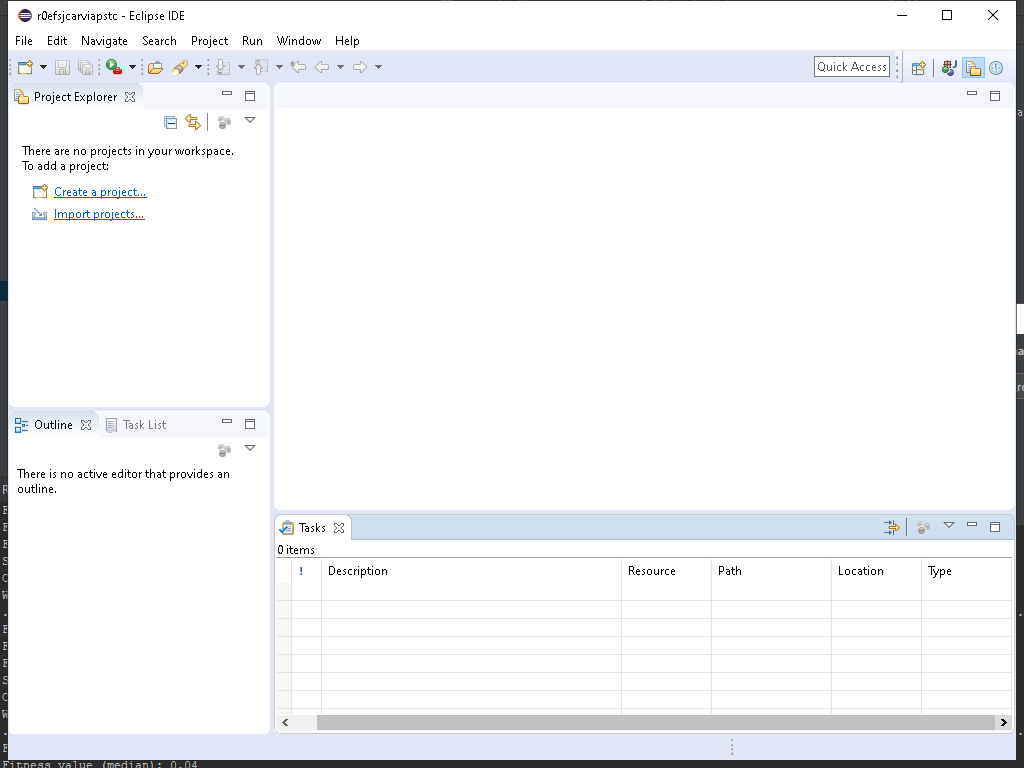 r0efsjcarviapstc - Eclipse IDE
File Edit Navigate Search Project Run Window Help
Quick Access
Project Explorer
There are no projects in your workspace.
To add a project:
Create a project...
Import projects...
Outline Task List
There is no active editor that provides an
outline.
Tasks
0 items
! Description Resource Path Location Type
Fitness value (median): 0.04